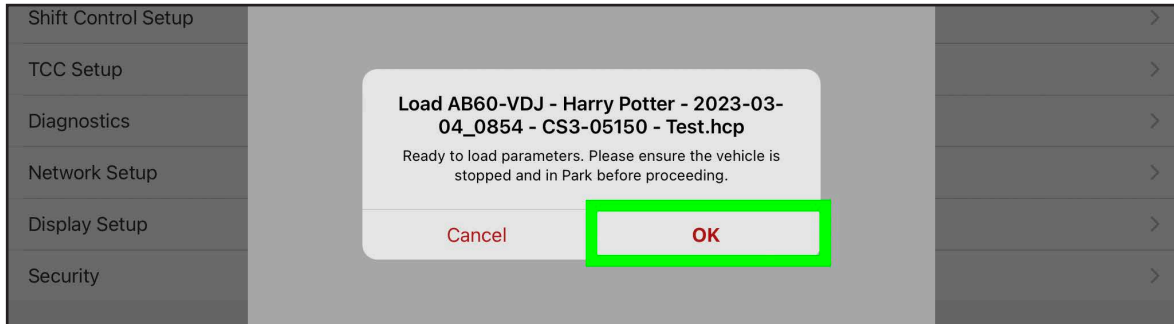 Shift Control Setup
TCC Setup
Diagnostics
Network Setup
Display Setup
Security
Load AB60-VDJ - Harry Potter - 2023-03-
04_0854 - CS3-05150 - Test.hcp
Ready to load parameters. Please ensure the vehicle is
stopped and in Park before proceeding.
Cancel
OK